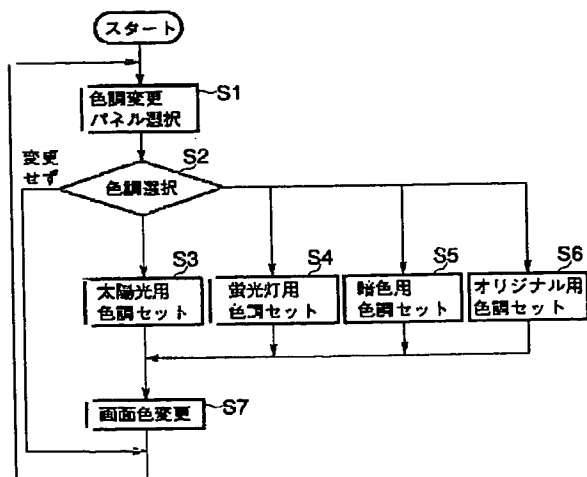 スタート
色調変更
パネル選択
S1
変更
せず
S2
色調選択
S3
太陽光用
色調セット
S4
蛍光灯用
色調セット
S5
暗色用
色調セット
S6
オリジナル用
色調セット
画面色変更
S7